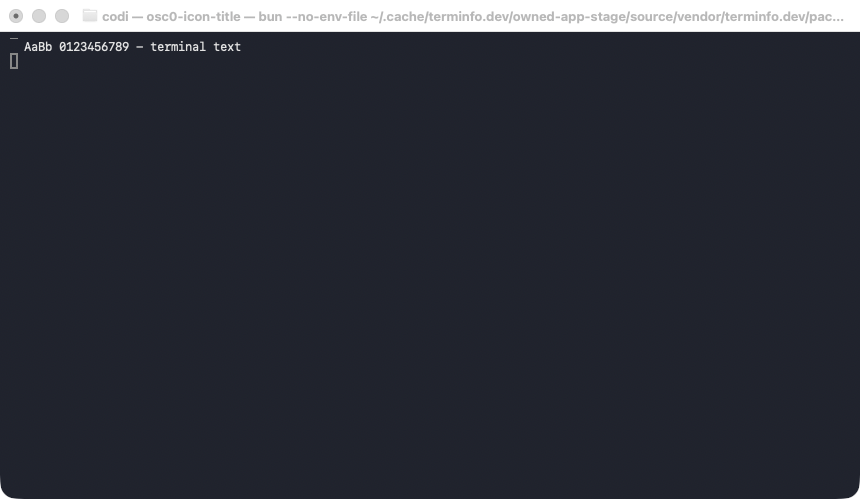 codi — osc0-icon-title — bun --no-env-file ~/.cache/terminfo.dev/owned-app-stage/source/vendor/terminfo.dev/pac...
AaBb 0123456789 — terminal text